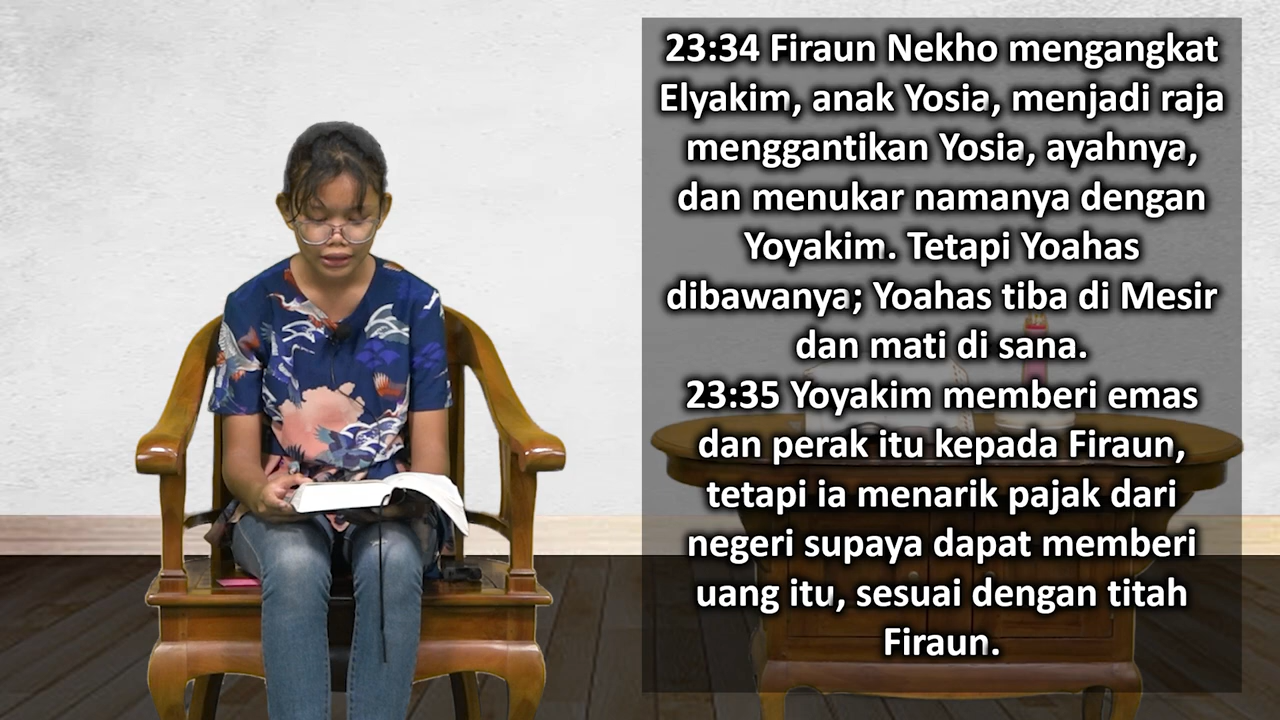 23:34 Firaun Nekho mengangkat
Elyakim, anak Yosia, menjadi raja
menggantikan Yosia, ayahnya,
dan menukar namanya dengan
Yoyakim. Tetapi Yoahas
dibawanya; Yoahas tiba di Mesir
dan mati di sana.
23:35 Yoyakim memberi emas
dan perak itu kepada Firaun,
tetapi ia menarik pajak dari
negeri supaya dapat memberi
uang itu, sesuai dengan titah
Firaun.